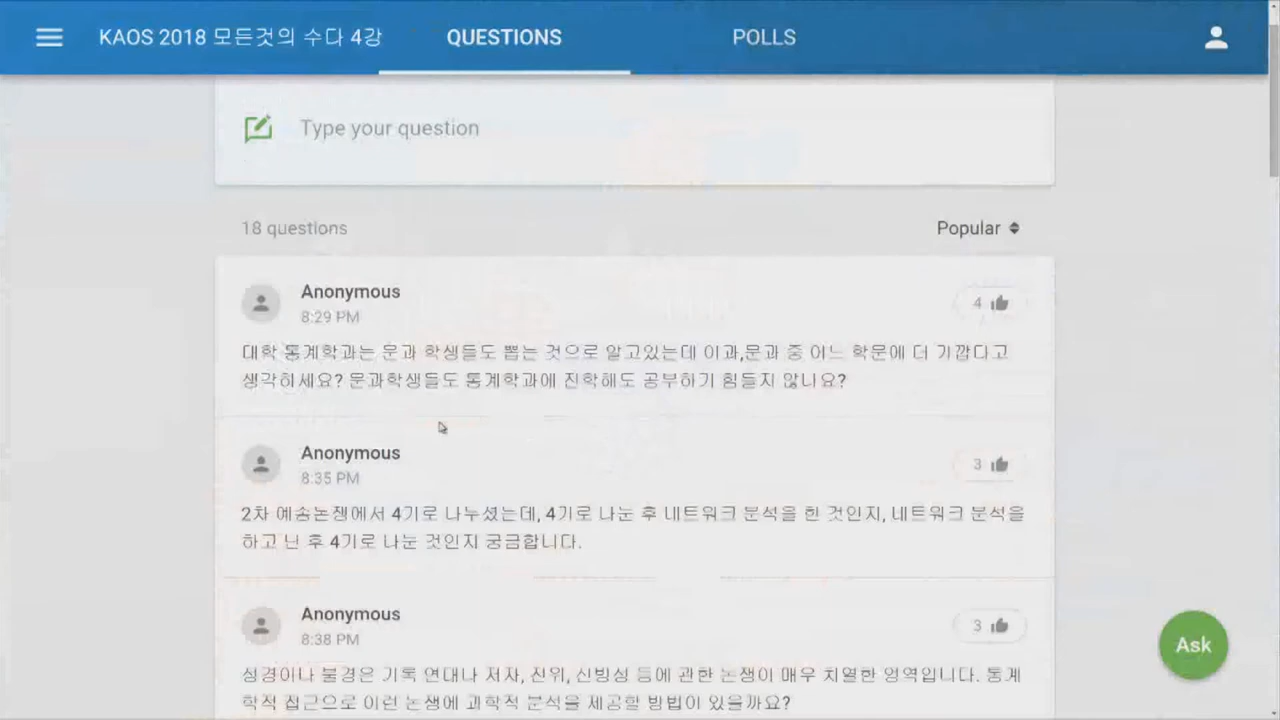 KAOS 2018 모든것의 수다 4강
QUESTIONS
POLLS
Type your question
18 questions
Popular
Anonymous
4
8:29 PM
대학 통계학과는 문과 학생들도 뽑는 것으로 알고있는데 이과,문과 중 어느 학문에 더 가깝다고
생각하세요? 문과학생들도 통계학과에 진학해도 공부하기 힘들지 않나요?
Anonymous
3
8:35 PM
2차 예송논쟁에서 4기로 나누셨는데, 4기로 나눈 후 네트워크 분석을 한 것인지, 네트워크 분석을
하고 난 후 4기로 나눈 것인지 궁금합니다.
Anonymous
3
8:38 PM
성경이나 불경은 기록 연대나 저자, 진위, 신빙성 등에 관한 논쟁이 매우 치열한 영역입니다. 통계
학적 접근으로 이런 논쟁에 과학적 분석을 제공할 방법이 있을까요?
Ask